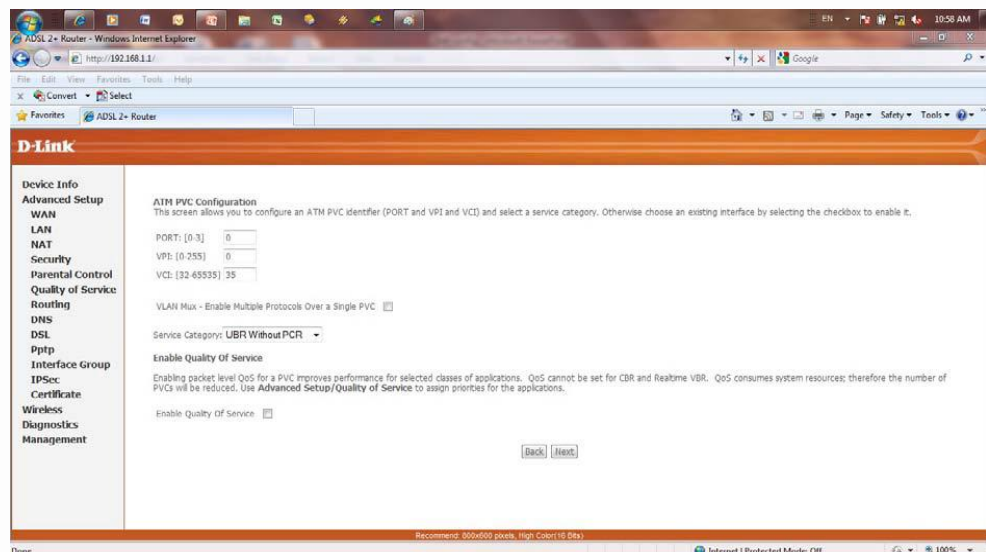 EN
10:58 AM
ADSL 2+ Router - Windows Internet Explorer
http://192.168.1.1/
Google
File Edit View Favorites Tools Help
Convert Select
Favorites ADSL 2+ Router
Page Safety Tools
D-Link
Device Info
Advanced Setup
WAN
LAN
NAT
Security
Parental Control
Quality of Service
Routing
DNS
DSL
Pptp
Interface Group
IPSec
Certificate
Wireless
Diagnostics
Management
ATM PVC Configuration
This screen allows you to configure an ATM PVC identifier (PORT and VPI and VCI) and select a service category. Otherwise choose an existing interface by selecting the checkbox to enable it.
PORT: [0-3] 0
VPI: [0-255] 0
VCI: [32-65535] 35
VLAN Mux - Enable Multiple Protocols Over a Single PVC
Service Category: UBR Without PCR
Enable Quality Of Service
Enabling packet level QoS for a PVC improves performance for selected classes of applications. QoS cannot be set for CBR and Realtime VBR. QoS consumes system resources; therefore the number of
PVCs will be reduced. Use Advanced Setup/Quality of Service to assign priorities for the applications.
Enable Quality Of Service
Back Next
Recommend: 800x600 pixels, High Color(16 Bits)
Done
Internet | Protected Mode: Off
100%